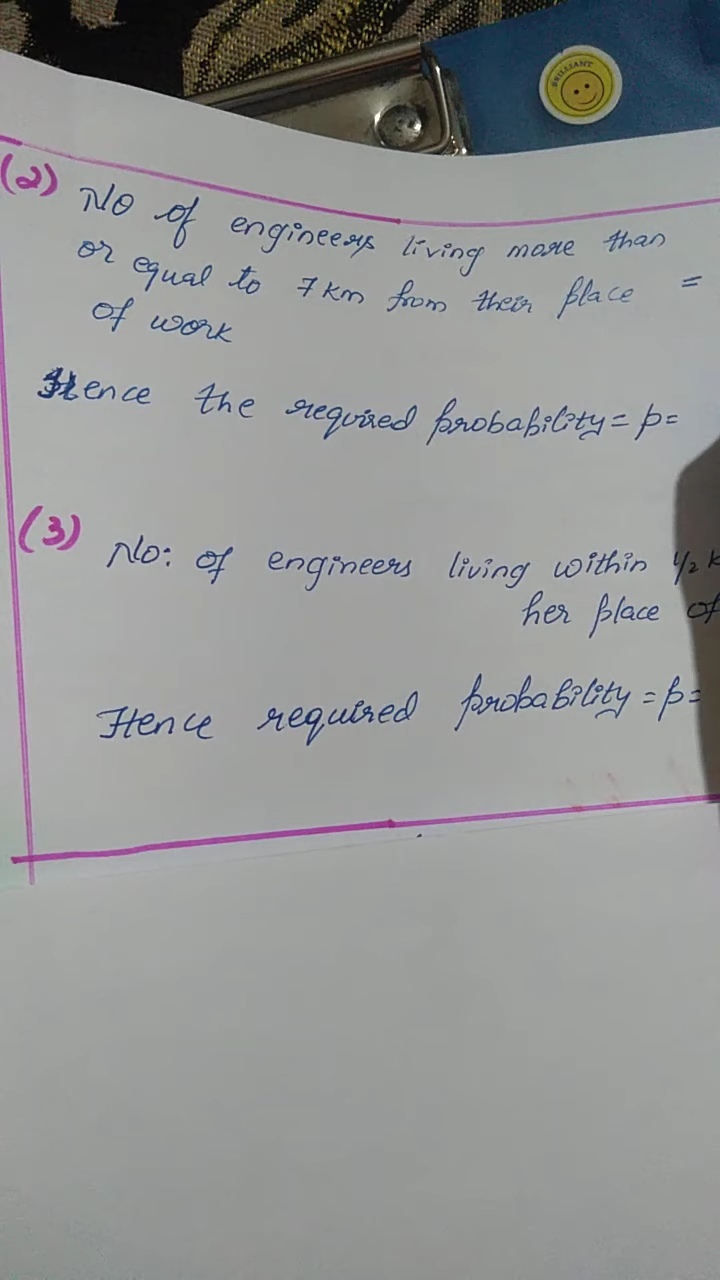 BRILLIANT
(2) No of engineers living more than
or equal to 7 km from their place =
of work
Hence the required probability = p =
(3) No: of engineers living within 1/2 k
her place of
Hence required probability = p =